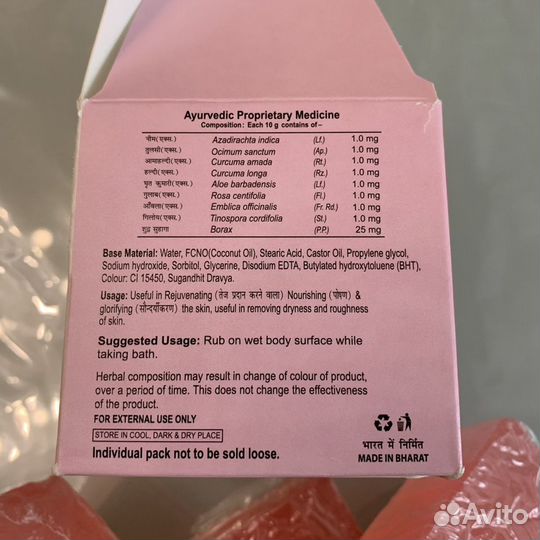 Ayurvedic Proprietary Medicine
Composition: Each 10 g contains of–
नीम(एक्स.) Azadirachta indica (Lf.) 1.0 mg
तुलसी(एक्स.) Ocimum sanctum (Ap.) 1.0 mg
आमाहल्दी(एक्स.) Curcuma amada (Rt.) 1.0 mg
हल्दी(एक्स.) Curcuma longa (Rz.) 1.0 mg
घृत कुमारी(एक्स.) Aloe barbadensis (Lf.) 1.0 mg
गुलाब(एक्स.) Rosa centifolia (Fl.) 1.0 mg
आँवला(एक्स.) Emblica officinalis (Fr. Rd.) 1.0 mg
गिलोय(एक्स.) Tinospora cordifolia (St.) 1.0 mg
शुद्ध सुहागा Borax (P.P.) 25 mg
Base Material: Water, FCNO(Coconut Oil), Stearic Acid, Castor Oil, Propylene glycol,
Sodium hydroxide, Sorbitol, Glycerine, Disodium EDTA, Butylated hydroxytoluene (BHT),
Colour: CI 15450, Sugandhit Dravya.
Usage: Useful in Rejuvenating (तेज प्रदान करने वाला) Nourishing (पोषण) &
glorifying (सौन्दर्यीकरण) the skin, useful in removing dryness and roughness
of skin.
Suggested Usage: Rub on wet body surface while
taking bath.
Herbal composition may result in change of colour of product,
over a period of time. This does not change the effectiveness
of the product.
FOR EXTERNAL USE ONLY
STORE IN COOL, DARK & DRY PLACE
Individual pack not to be sold loose.
भारत में निर्मित
MADE IN BHARAT
Avito